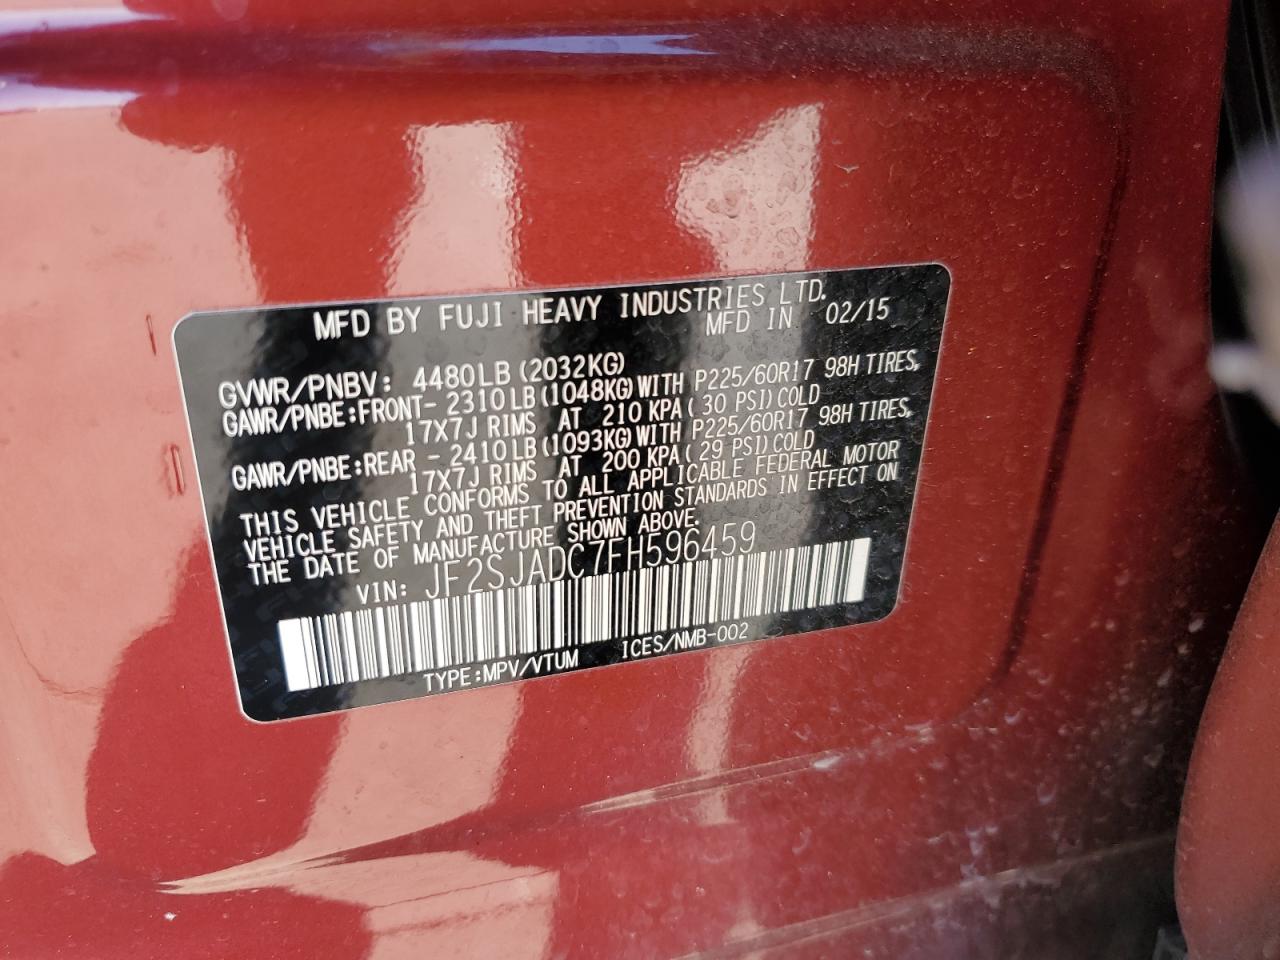 MFD BY FUJI HEAVY INDUSTRIES LTD.
MFD IN 02/15
GVWR/PNBV: 4480LB (2032KG)
GAWR/PNBE:FRONT- 2310LB(1048KG)WITH P225/60R17 98H TIRES,
17X7J RIMS AT 210 KPA( 30 PSI)COLD
GAWR/PNBE:REAR - 2410LB(1093KG)WITH P225/60R17 98H TIRES,
17X7J RIMS AT 200 KPA( 29 PSI)COLD
THIS VEHICLE CONFORMS TO ALL APPLICABLE FEDERAL MOTOR
VEHICLE SAFETY AND THEFT PREVENTION STANDARDS IN EFFECT ON
THE DATE OF MANUFACTURE SHOWN ABOVE.
VIN: JF2SJADC7FH596459
TYPE:MPV/VTUM ICES/NMB-002